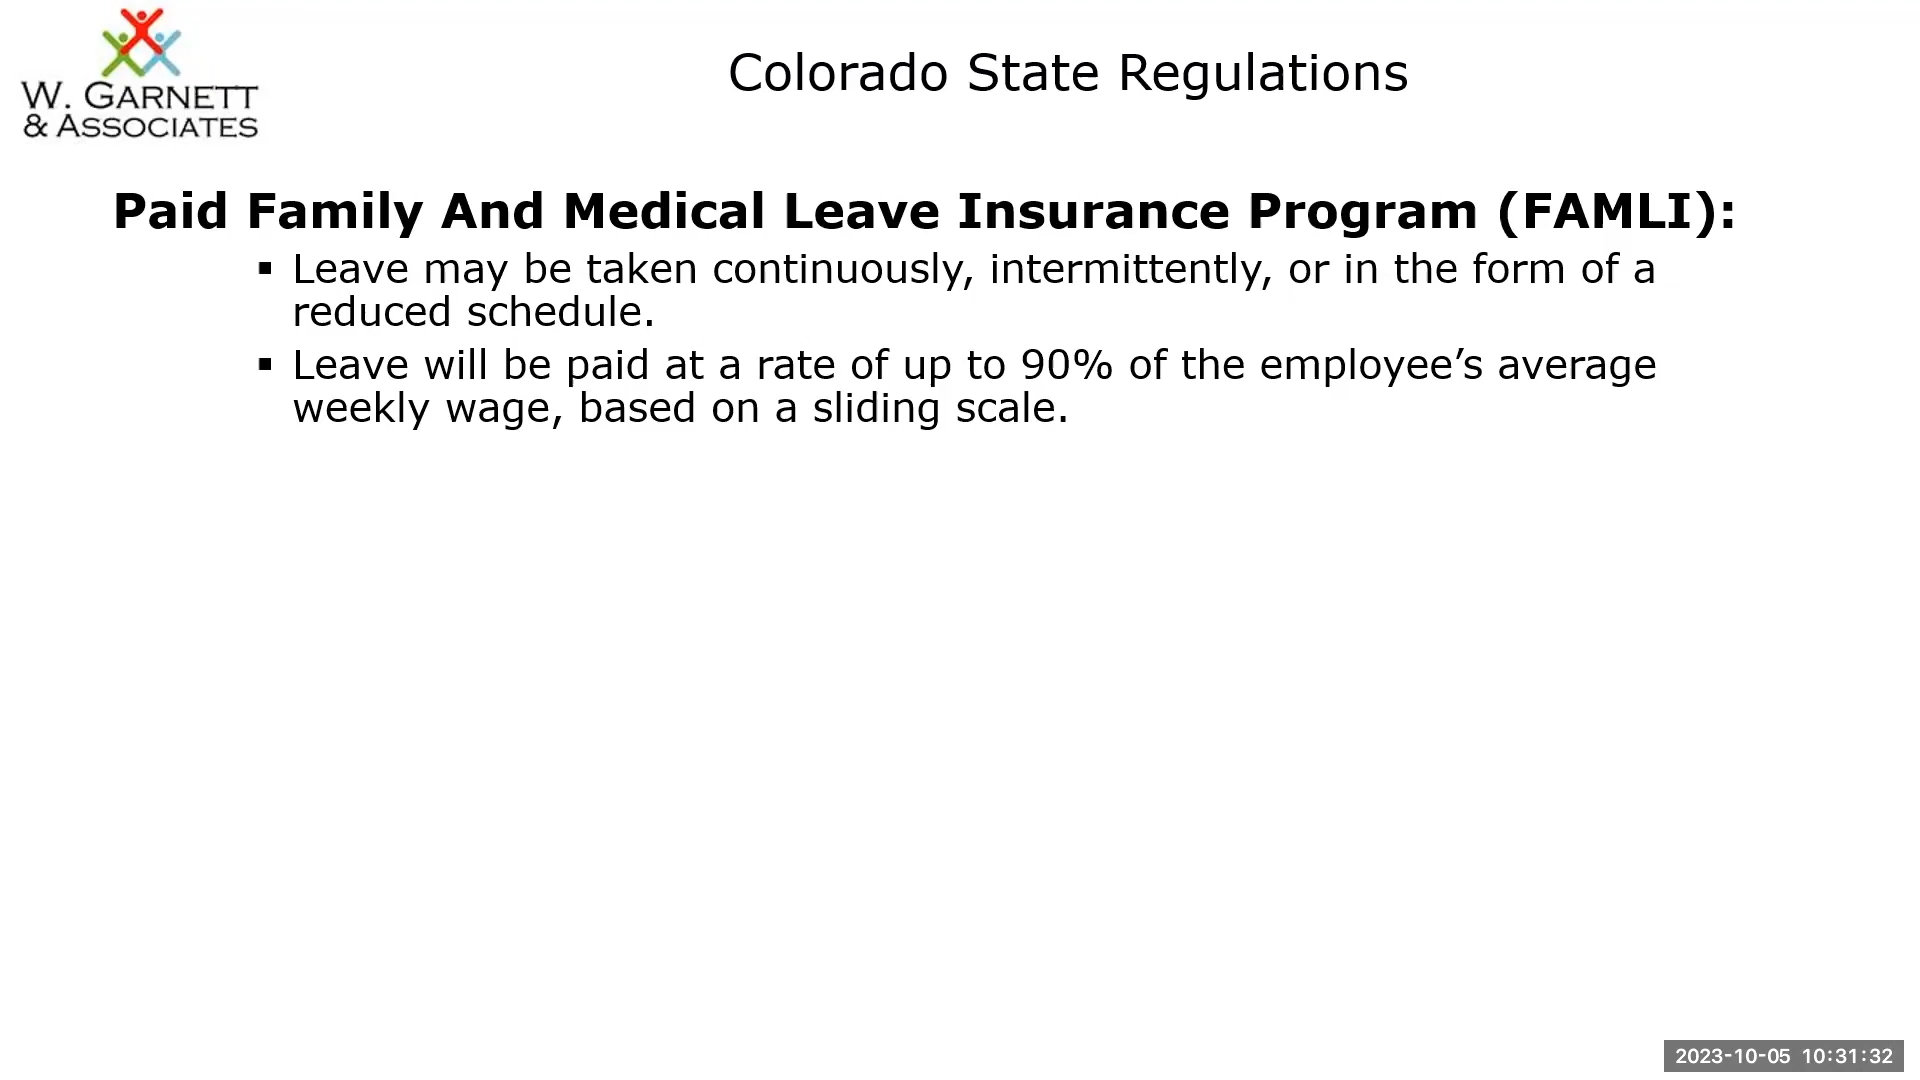 W. GARNETT
& ASSOCIATES
Colorado State Regulations
Paid Family And Medical Leave Insurance Program (FAMLI):
▪ Leave may be taken continuously, intermittently, or in the form of a
reduced schedule.
▪ Leave will be paid at a rate of up to 90% of the employee’s average
weekly wage, based on a sliding scale.
2023-10-05 10:31:32